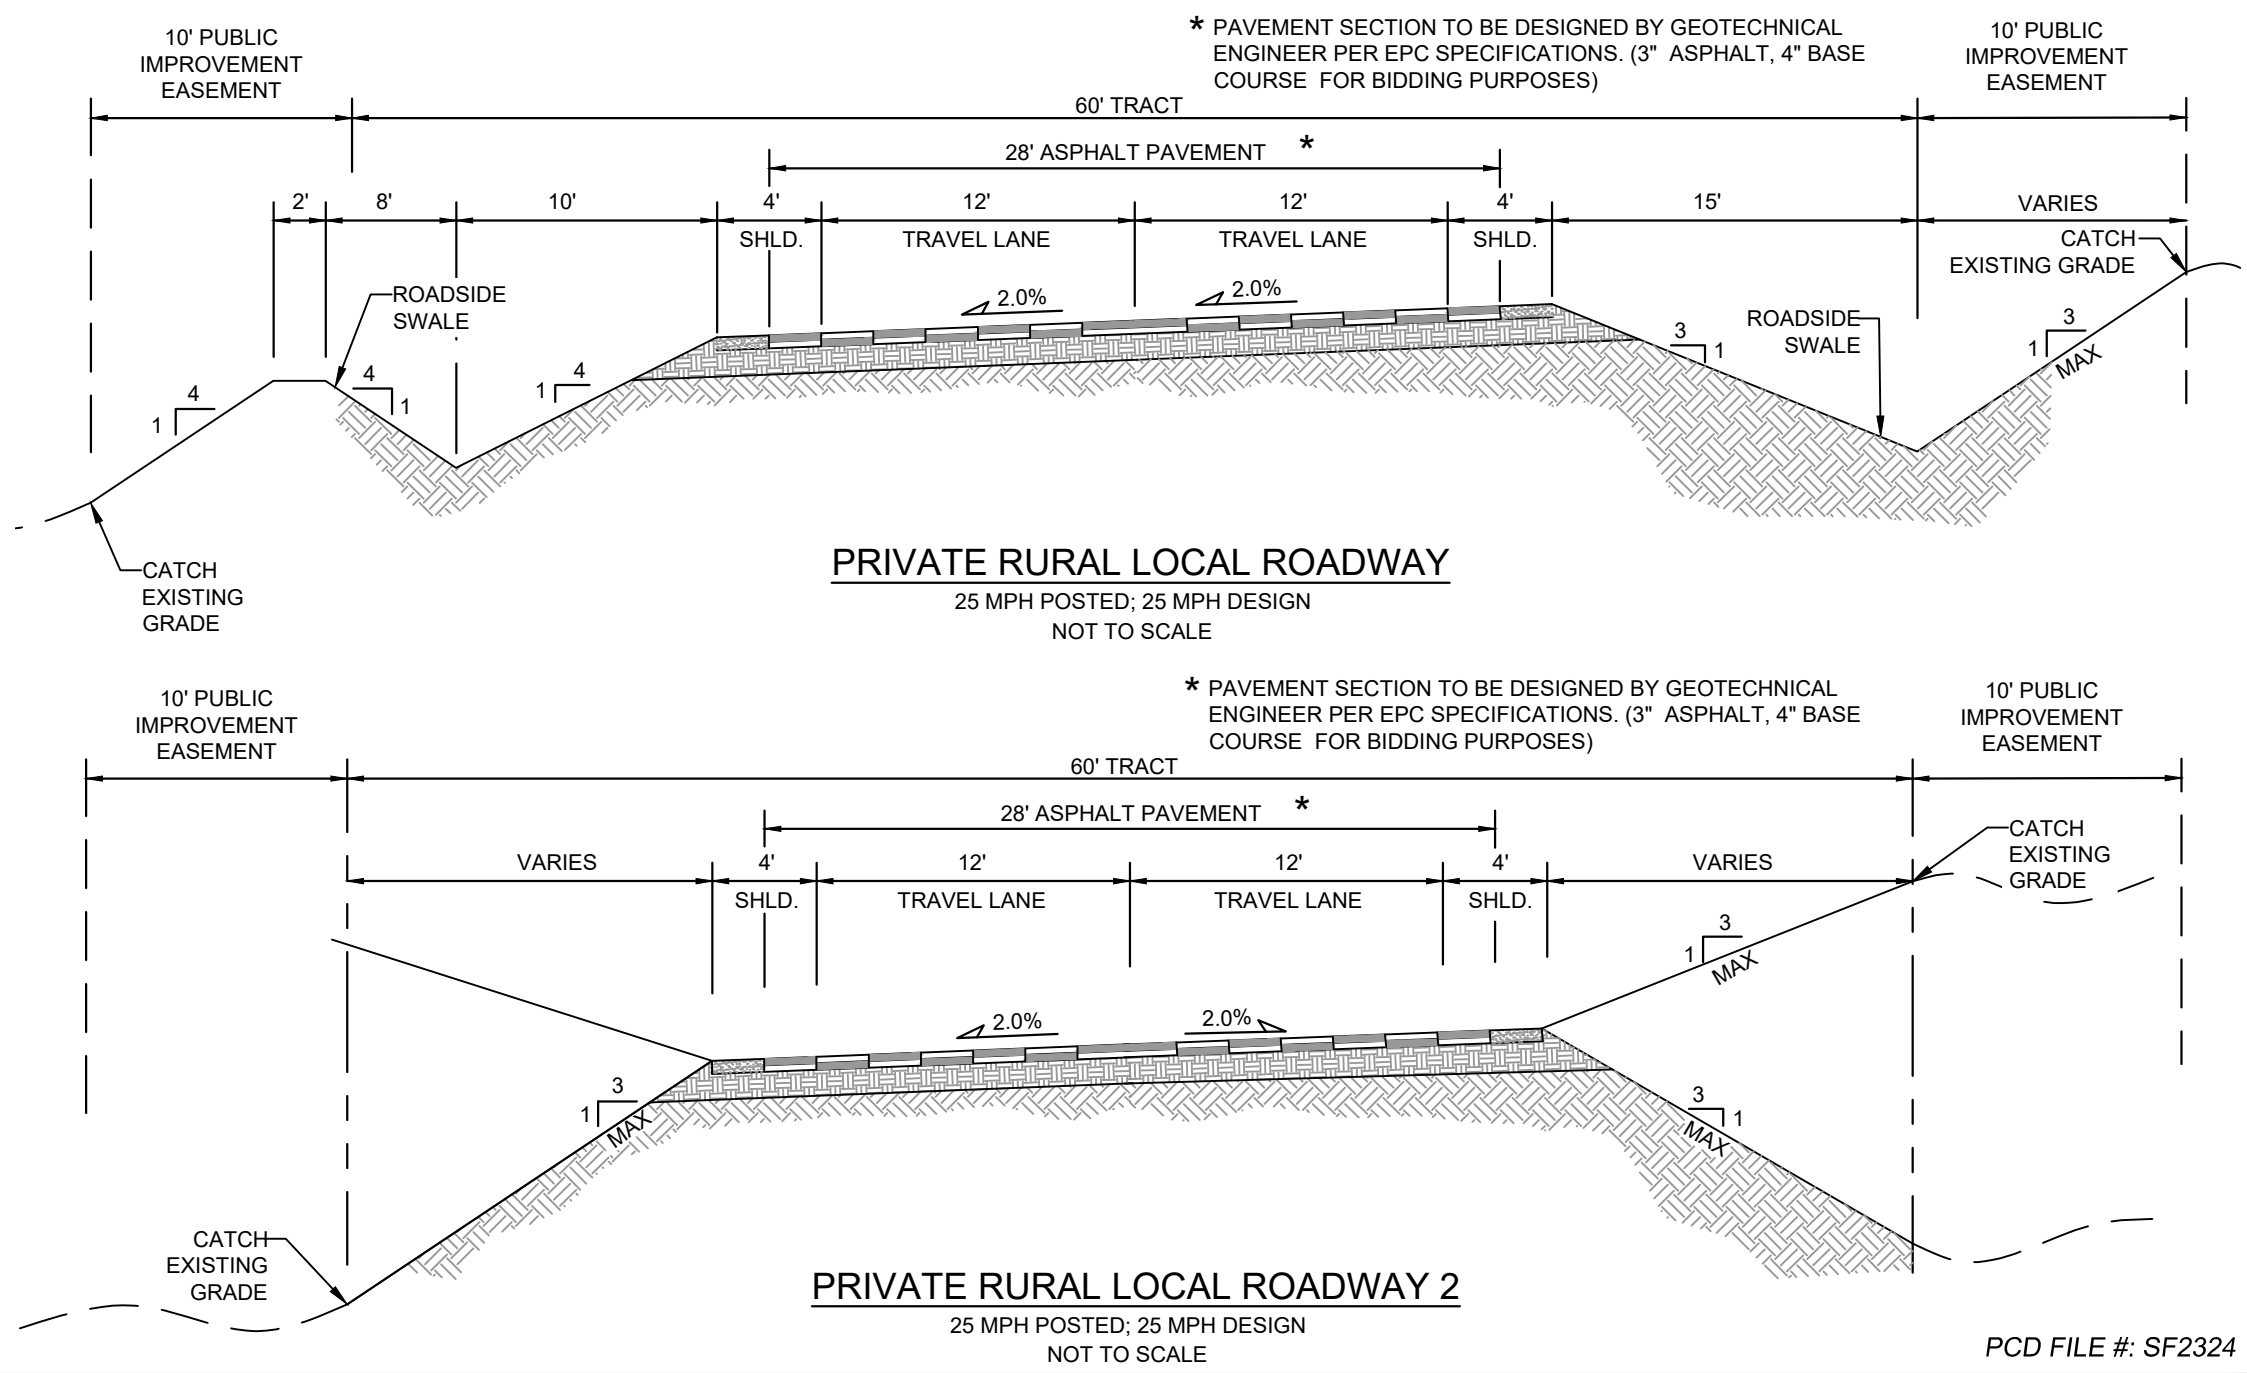 10' PUBLIC
IMPROVEMENT
EASEMENT
* PAVEMENT SECTION TO BE DESIGNED BY GEOTECHNICAL
ENGINEER PER EPC SPECIFICATIONS. (3" ASPHALT, 4" BASE
COURSE FOR BIDDING PURPOSES)
10' PUBLIC
IMPROVEMENT
EASEMENT
60' TRACT
28' ASPHALT PAVEMENT *
2'
8'
10'
4'
12'
12'
4'
15'
VARIES
SHLD.
TRAVEL LANE
TRAVEL LANE
SHLD.
CATCH
EXISTING GRADE
ROADSIDE
SWALE
2.0%
2.0%
ROADSIDE
SWALE
3
1
3
1
MAX
4
1
4
1
4
1
CATCH
EXISTING
GRADE
PRIVATE RURAL LOCAL ROADWAY
25 MPH POSTED; 25 MPH DESIGN
NOT TO SCALE
10' PUBLIC
IMPROVEMENT
EASEMENT
* PAVEMENT SECTION TO BE DESIGNED BY GEOTECHNICAL
ENGINEER PER EPC SPECIFICATIONS. (3" ASPHALT, 4" BASE
COURSE FOR BIDDING PURPOSES)
10' PUBLIC
IMPROVEMENT
EASEMENT
60' TRACT
28' ASPHALT PAVEMENT *
VARIES
4'
12'
12'
4'
VARIES
SHLD.
TRAVEL LANE
TRAVEL LANE
SHLD.
CATCH
EXISTING
GRADE
3
1
MAX
2.0%
2.0%
3
1
MAX
3
1
MAX
CATCH
EXISTING
GRADE
PRIVATE RURAL LOCAL ROADWAY 2
25 MPH POSTED; 25 MPH DESIGN
NOT TO SCALE
PCD FILE #: SF2324